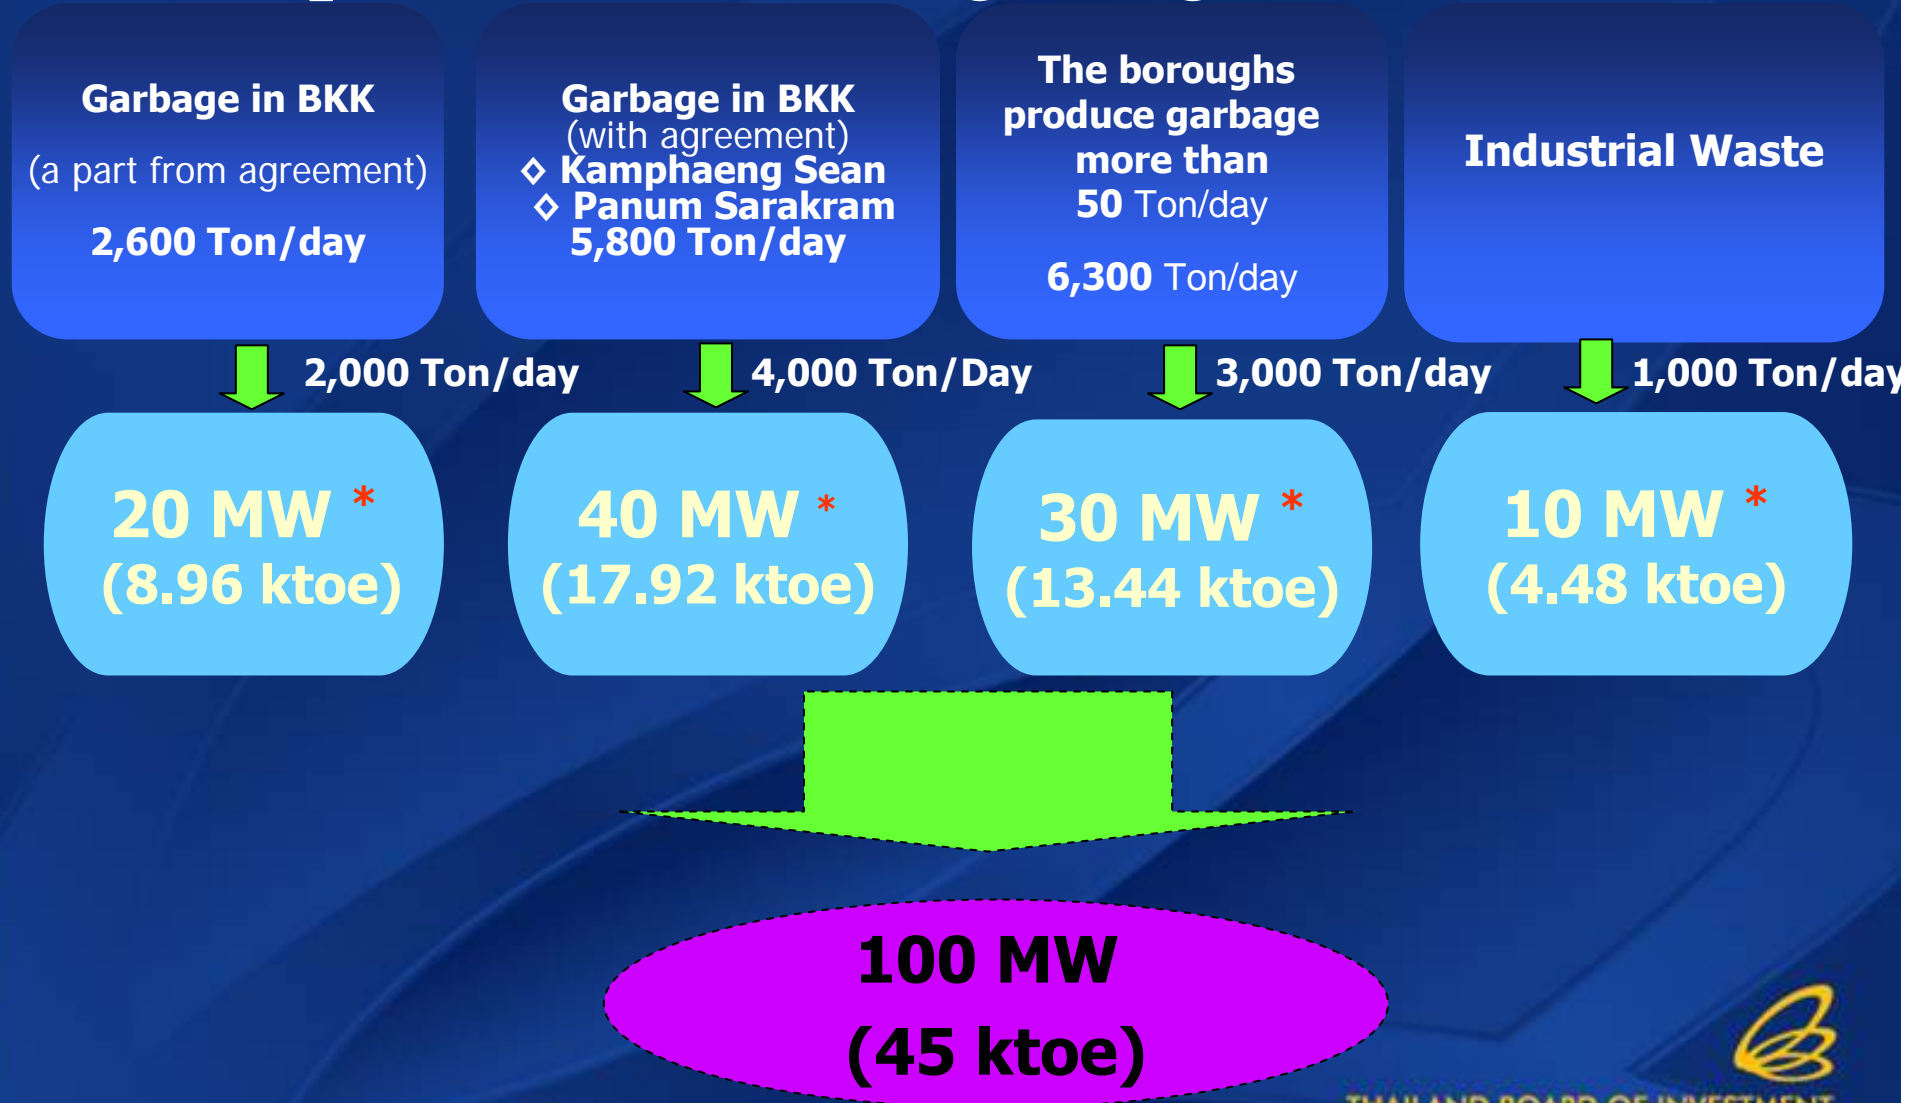 Garbage in BKK
(a part from agreement)
2,600 Ton/day
Garbage in BKK
(with agreement)
◊ Kamphaeng Sean
◊ Panum Sarakram
5,800 Ton/day
The boroughs
produce garbage
more than
50 Ton/day
6,300 Ton/day
Industrial Waste
2,000 Ton/day
4,000 Ton/Day
3,000 Ton/day
1,000 Ton/day
20 MW *
(8.96 ktoe)
40 MW *
(17.92 ktoe)
30 MW *
(13.44 ktoe)
10 MW *
(4.48 ktoe)
100 MW
(45 ktoe)
THAILAND BOARD OF INVESTMENT